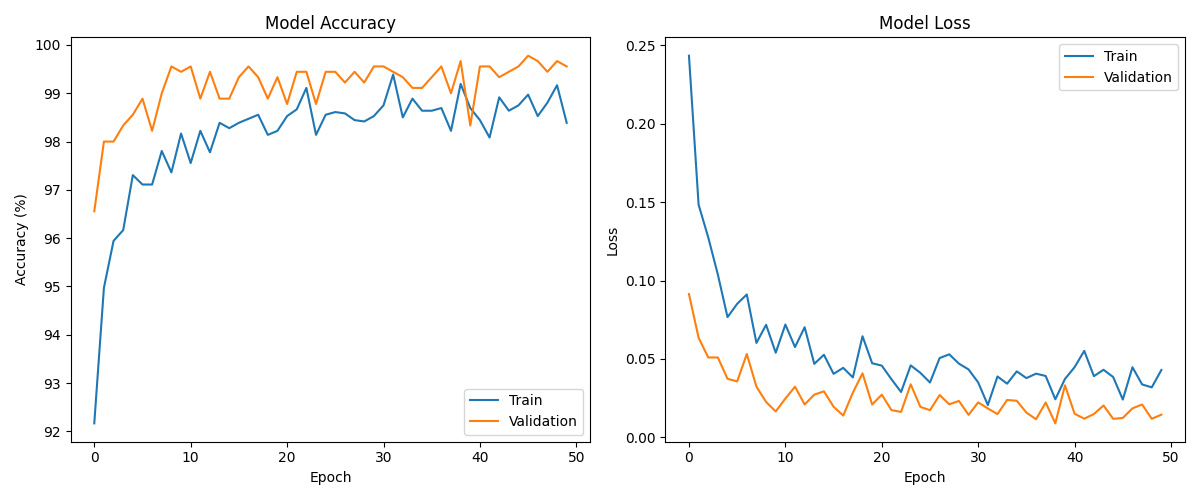 Model Accuracy
100
99
98
97
96
95
94
93
92
Accuracy (%)
0 10 20 30 40 50
Epoch
Train
Validation
Model Loss
0.25
0.20
0.15
0.10
0.05
0.00
Loss
0 10 20 30 40 50
Epoch
Train
Validation